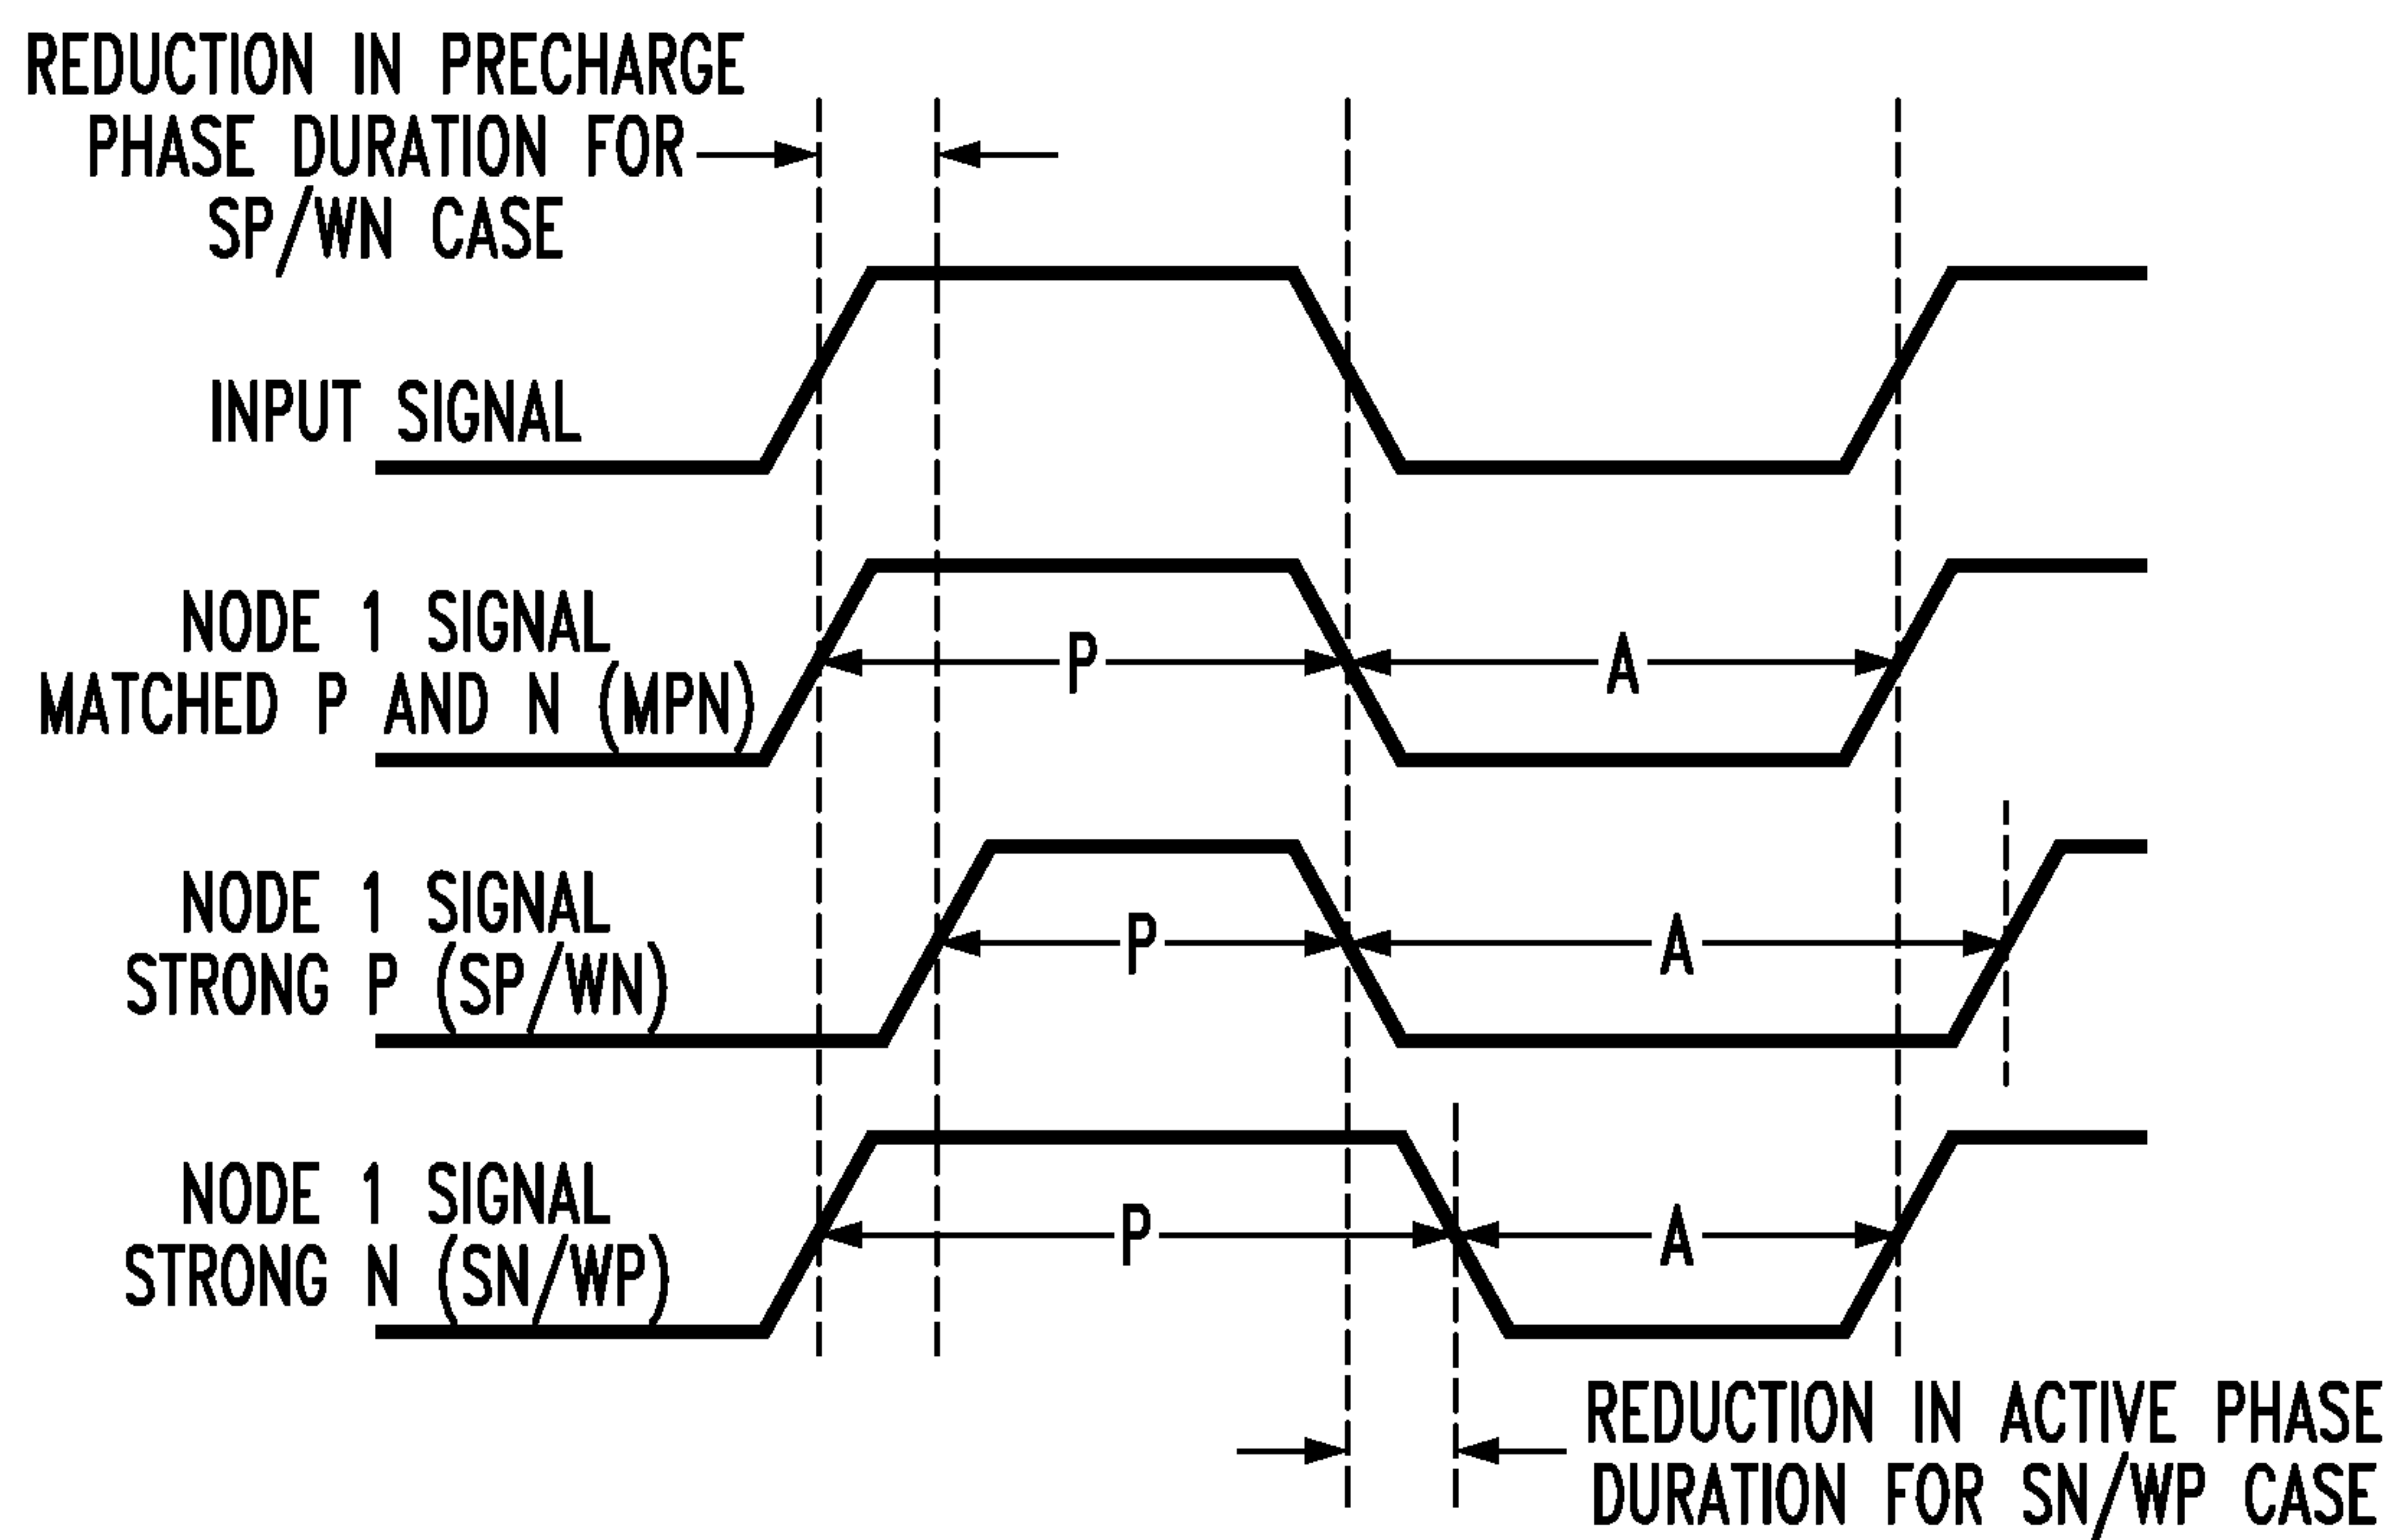 REDUCTION IN PRECHARGE
PHASE DURATION FOR
SP/WN CASE
INPUT SIGNAL
NODE 1 SIGNAL
MATCHED P AND N (MPN)
P
A
NODE 1 SIGNAL
STRONG P (SP/WN)
P
A
NODE 1 SIGNAL
STRONG N (SN/WP)
P
A
REDUCTION IN ACTIVE PHASE
DURATION FOR SN/WP CASE